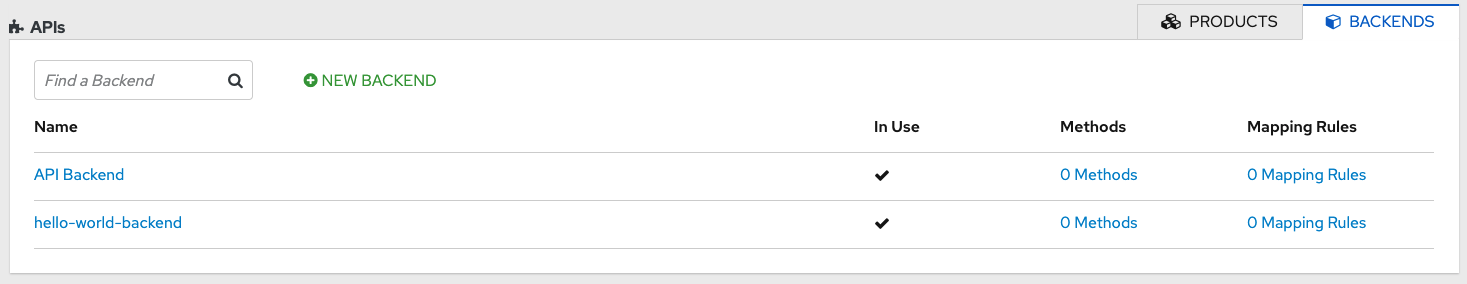 APIs
PRODUCTS
BACKENDS
Find a Backend
NEW BACKEND
Name In Use Methods Mapping Rules
API Backend 0 Methods 0 Mapping Rules
hello-world-backend 0 Methods 0 Mapping Rules